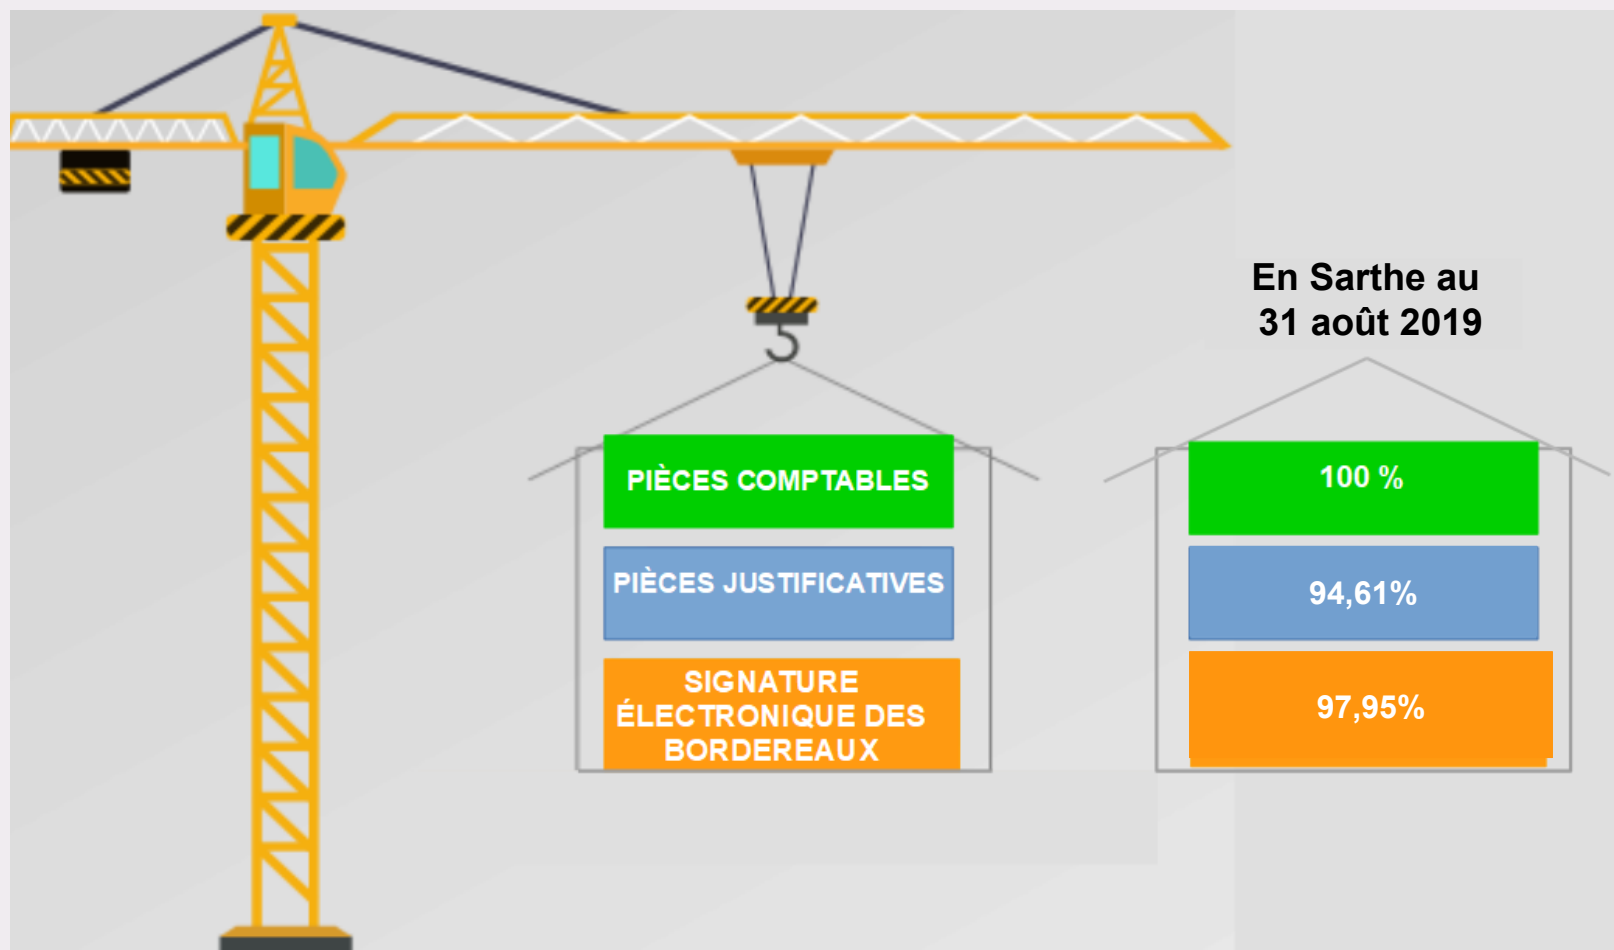 En Sarthe au
31 août 2019
PIÈCES COMPTABLES
100 %
PIÈCES JUSTIFICATIVES
94,61%
SIGNATURE
ÉLECTRONIQUE DES
BORDEREAUX
97,95%